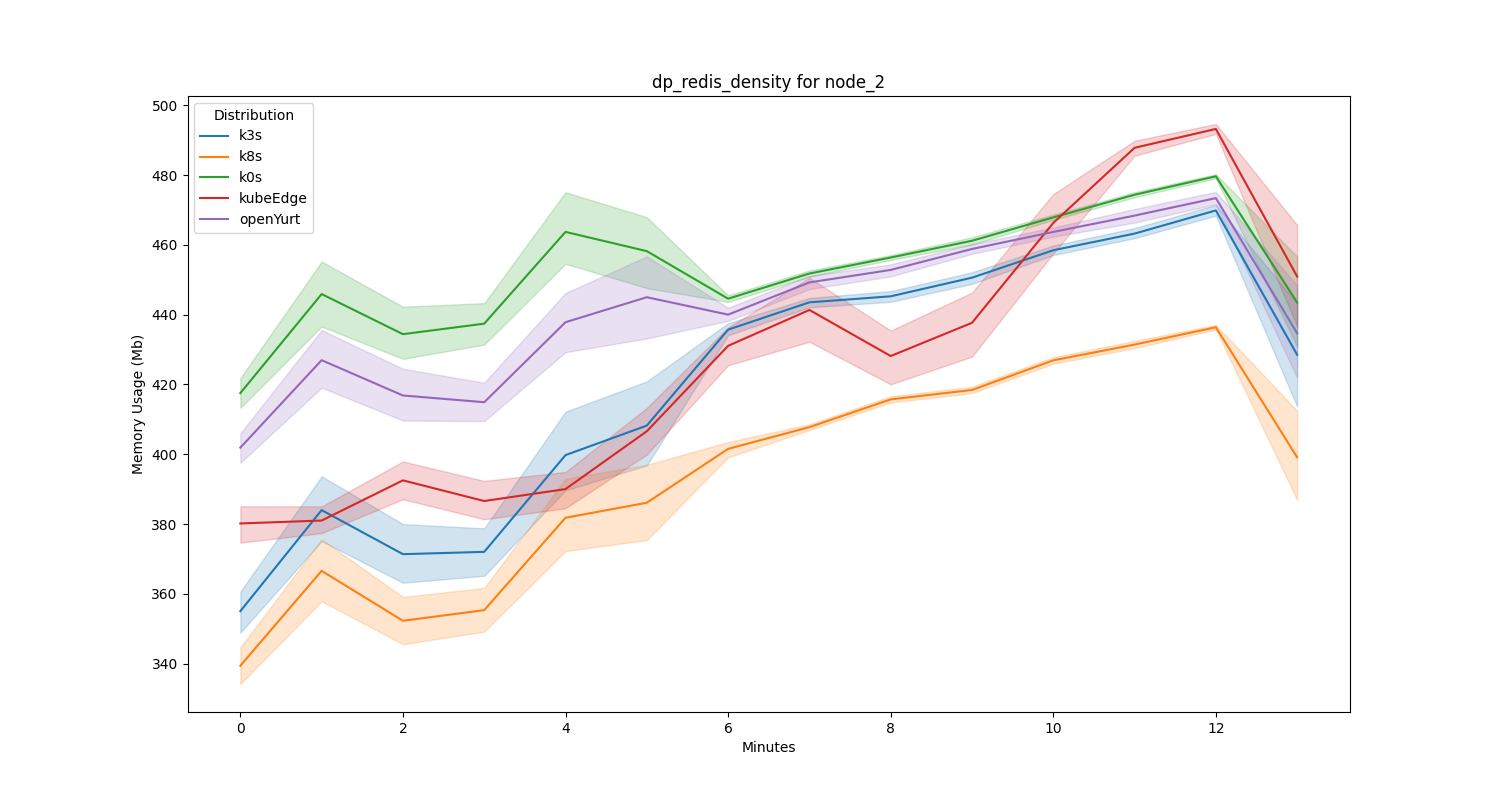 dp_redis_density for node_2
Distribution
k3s
k8s
k0s
kubeEdge
openYurt
Memory Usage (Mb)
500
480
460
440
420
400
380
360
340
0 2 4 6 8 10 12
Minutes